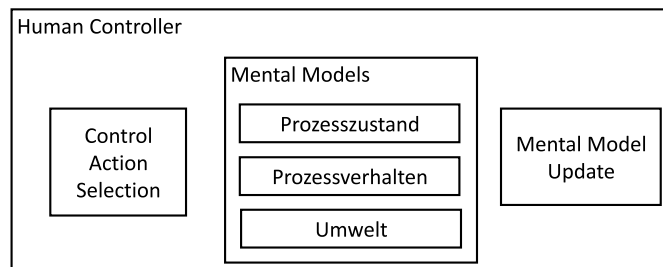 Human Controller
Mental Models
Control
Action
Selection
Prozesszustand
Prozessverhalten
Umwelt
Mental Model
Update